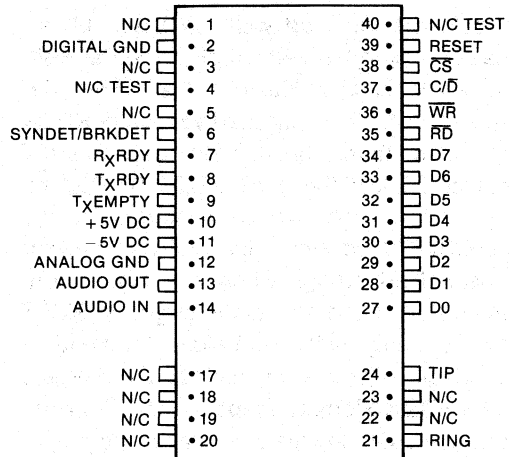 N/C • 1 40 • N/C TEST
DIGITAL GND • 2 39 • RESET
N/C • 3 38 • C̅S̅
N/C TEST • 4 37 • C/D̅
N/C • 5 36 • W̅R̅
SYNDET/BRKDET • 6 35 • R̅D̅
RXRDY • 7 34 • D7
TXRDY • 8 33 • D6
TXEMPTY • 9 32 • D5
+5V DC • 10 31 • D4
−5V DC • 11 30 • D3
ANALOG GND • 12 29 • D2
AUDIO OUT • 13 28 • D1
AUDIO IN • 14 27 • D0
N/C • 17 24 • TIP
N/C • 18 23 • N/C
N/C • 19 22 • N/C
N/C • 20 21 • RING